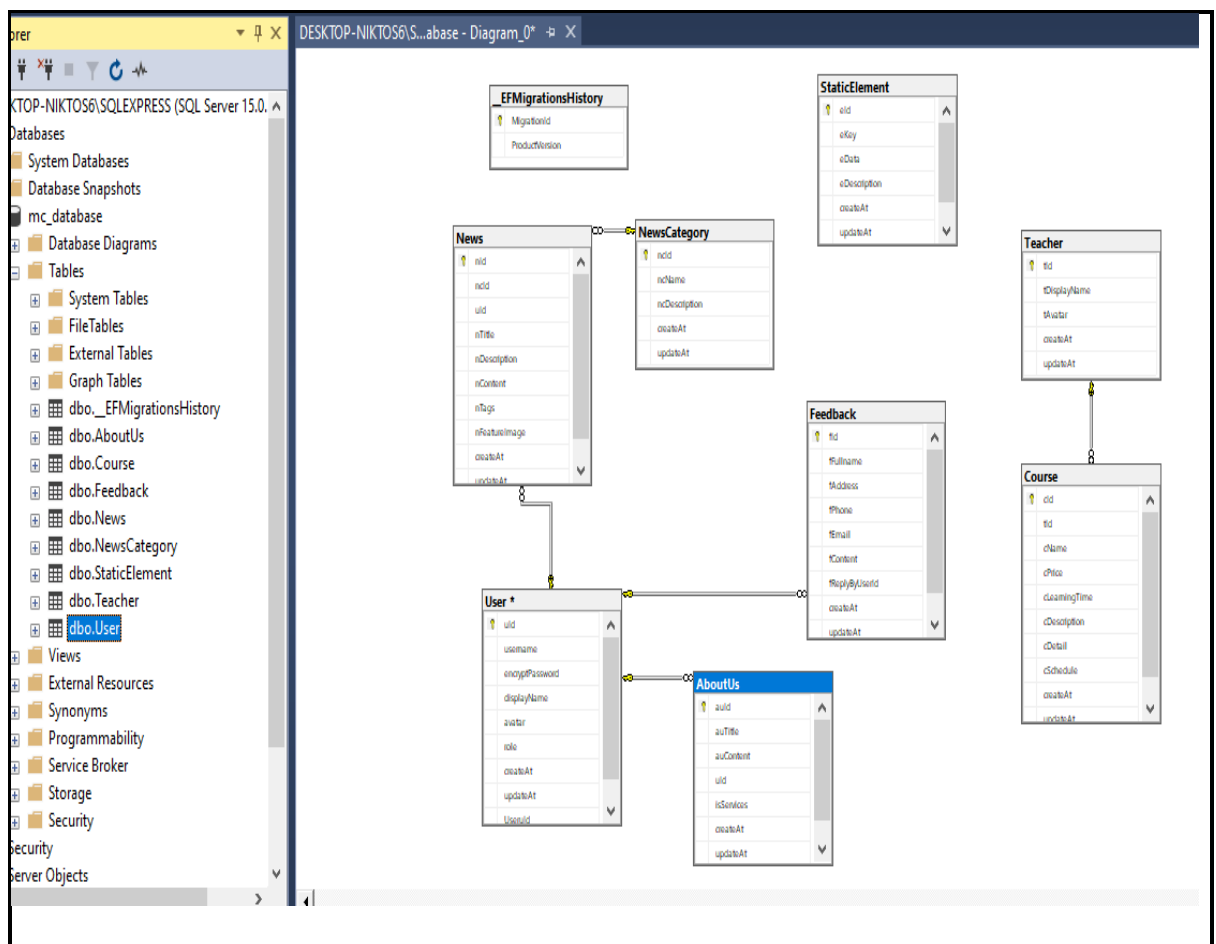 orer
DESKTOP-NIKTOS6\S...abase - Diagram_0*
KTOP-NIKTOS6\SQLEXPRESS (SQL Server 15.0.
Databases
System Databases
Database Snapshots
mc_database
Database Diagrams
Tables
System Tables
FileTables
External Tables
Graph Tables
dbo.__EFMigrationsHistory
dbo.AboutUs
dbo.Course
dbo.Feedback
dbo.News
dbo.NewsCategory
dbo.StaticElement
dbo.Teacher
dbo.User
Views
External Resources
Synonyms
Programmability
Service Broker
Storage
Security
Security
Server Objects
__EFMigrationsHistory
MigrationId
ProductVersion
StaticElement
eId
eKey
eData
eDescription
createAt
updateAt
News
nId
ncId
uId
nTitle
nDescription
nContent
nTags
nFeatureImage
createAt
updateAt
NewsCategory
ncId
ncName
ncDescription
createAt
updateAt
Teacher
tId
tDisplayName
tAvatar
createAt
updateAt
Feedback
fId
fFullname
fAddress
fPhone
fEmail
fContent
fReplyByUserId
createAt
updateAt
Course
cId
tId
cName
cPrice
cLearningTime
cDescription
cDetail
cSchedule
createAt
updateAt
User *
uId
username
encryptPassword
displayName
avatar
role
createAt
updateAt
UseruId
AboutUs
auId
auTitle
auContent
uId
isServices
createAt
updateAt